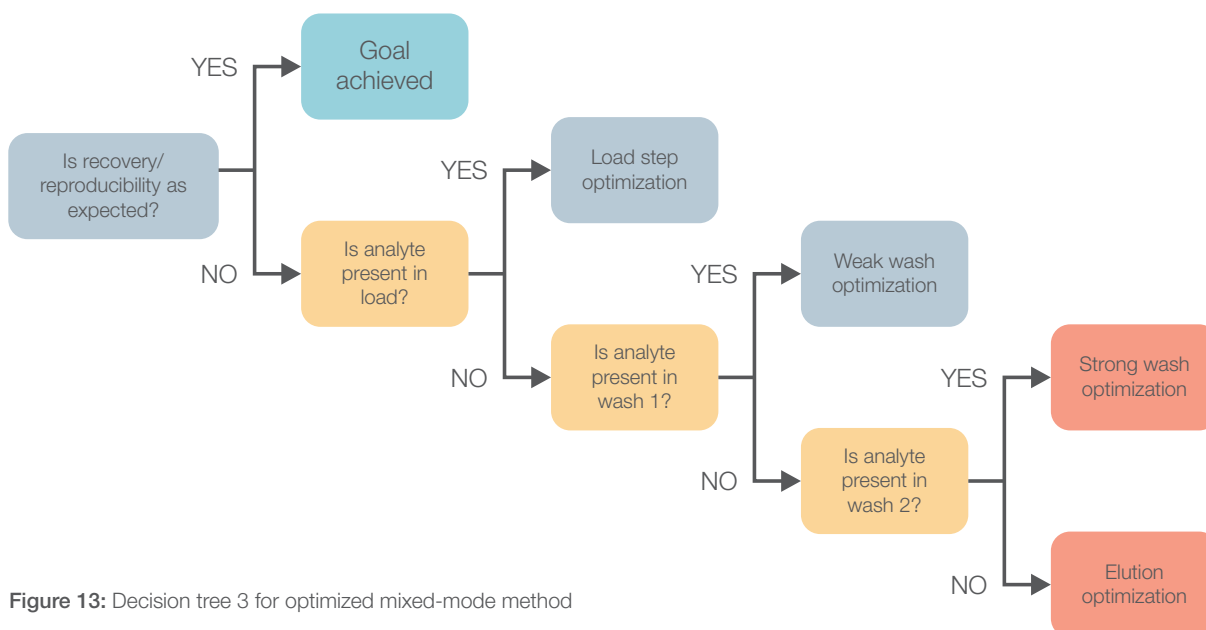 YES
Goal
achieved
Is recovery/
reproducibility as
expected?
NO
Is analyte
present in
load?
YES
Load step
optimization
NO
Is analyte
present in
wash 1?
YES
Weak wash
optimization
NO
Is analyte
present in
wash 2?
YES
Strong wash
optimization
NO
Elution
optimization
Figure 13: Decision tree 3 for optimized mixed-mode method